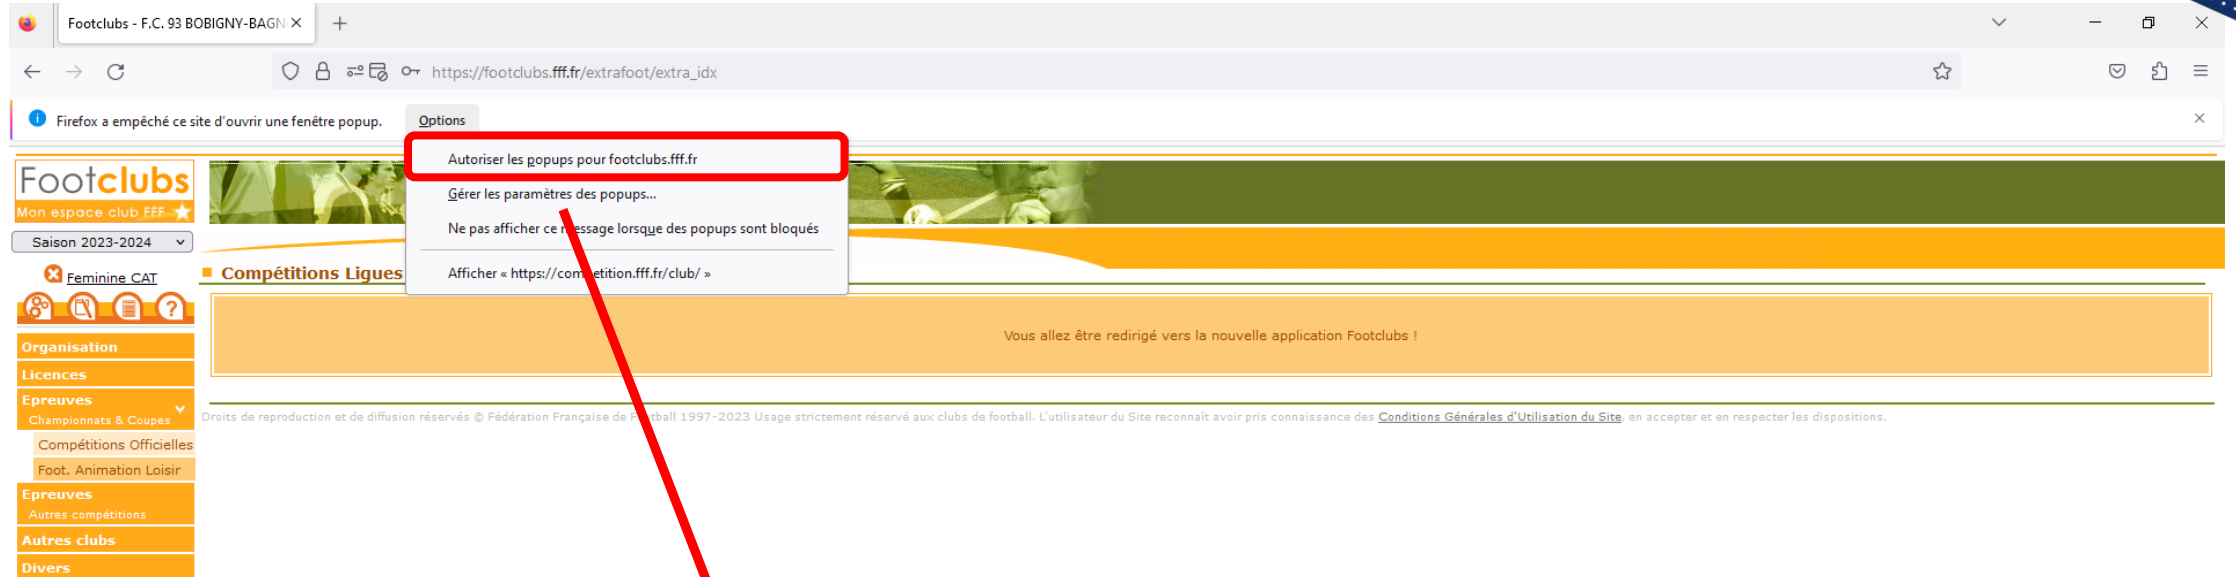 Footclubs - F.C. 93 BOBIGNY-BAGN
https://footclubs.fff.fr/extrafoot/extra_idx
Firefox a empêché ce site d'ouvrir une fenêtre popup.
Options
Autoriser les popups pour footclubs.fff.fr
Gérer les paramètres des popups...
Ne pas afficher ce message lorsque des popups sont bloqués
Afficher « https://competition.fff.fr/club/ »
Footclubs
Mon espace club FFF
Saison 2023-2024
Feminine CAT
Compétitions Ligues
Vous allez être redirigé vers la nouvelle application Footclubs !
Organisation
Licences
Epreuves
Championnats & Coupes
Compétitions Officielles
Foot. Animation Loisir
Epreuves
Autres compétitions
Autres clubs
Divers
Droits de reproduction et de diffusion réservés © Fédération Française de Football 1997-2023 Usage strictement réservé aux clubs de football. L'utilisateur du Site reconnaît avoir pris connaissance des Conditions Générales d'Utilisation du Site, en accepter et en respecter les dispositions.